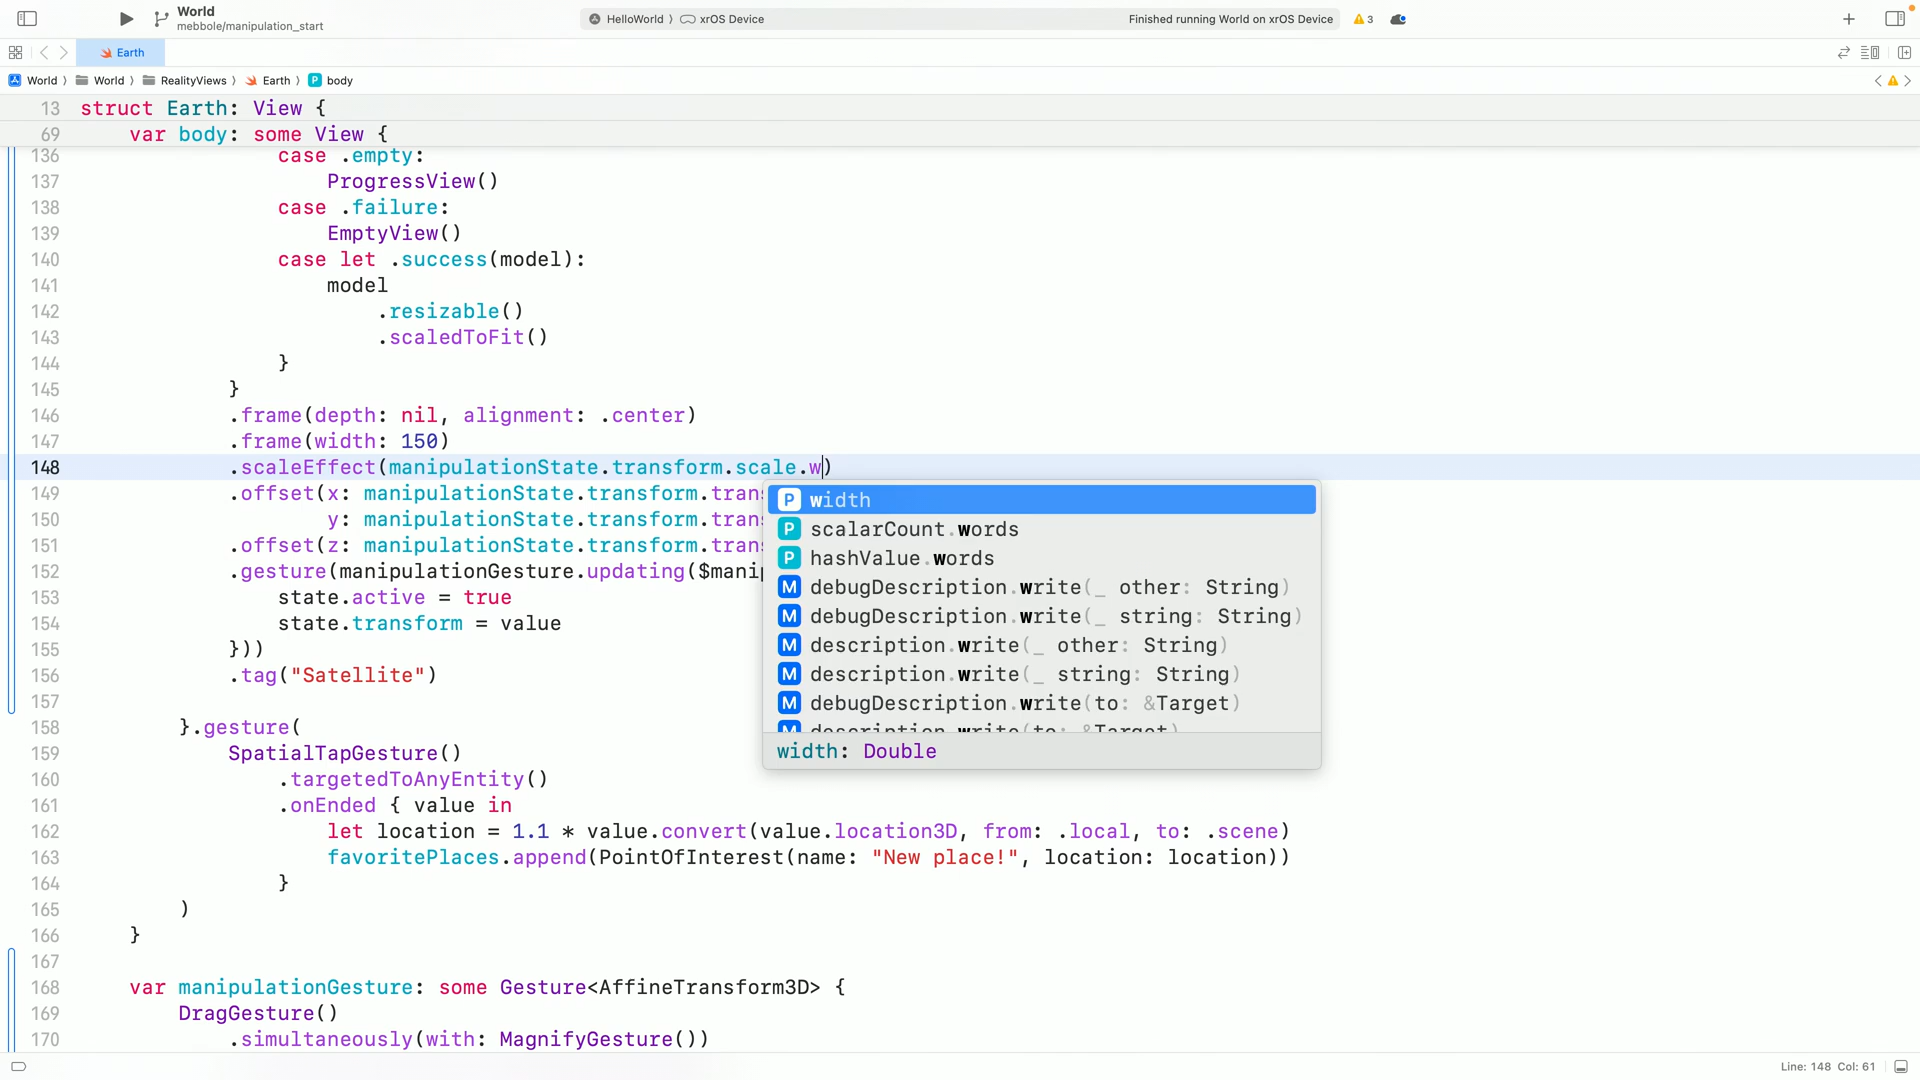 World
mebbole/manipulation_start
HelloWorld 〉 xrOS Device
Finished running World on xrOS Device
3
Earth
World 〉 World 〉 RealityViews 〉 Earth 〉 P body
13 struct Earth: View {
69 var body: some View {
136 case .empty:
137 ProgressView()
138 case .failure:
139 EmptyView()
140 case let .success(model):
141 model
142 .resizable()
143 .scaledToFit()
144 }
145 }
146 .frame(depth: nil, alignment: .center)
147 .frame(width: 150)
148 .scaleEffect(manipulationState.transform.scale.w)
149 .offset(x: manipulationState.transform.trans
150 y: manipulationState.transform.trans
151 .offset(z: manipulationState.transform.trans
152 .gesture(manipulationGesture.updating($manip
153 state.active = true
154 state.transform = value
155 }))
156 .tag("Satellite")
157
158 }.gesture(
159 SpatialTapGesture()
160 .targetedToAnyEntity()
161 .onEnded { value in
162 let location = 1.1 * value.convert(value.location3D, from: .local, to: .scene)
163 favoritePlaces.append(PointOfInterest(name: "New place!", location: location))
164 }
165 )
166 }
167
168 var manipulationGesture: some Gesture<AffineTransform3D> {
169 DragGesture()
170 .simultaneously(with: MagnifyGesture())
P width
P scalarCount.words
P hashValue.words
M debugDescription.write(_ other: String)
M debugDescription.write(_ string: String)
M description.write(_ other: String)
M description.write(_ string: String)
M debugDescription.write(to: &Target)
M description.write(to: &Target)
width: Double
Line: 148 Col: 61